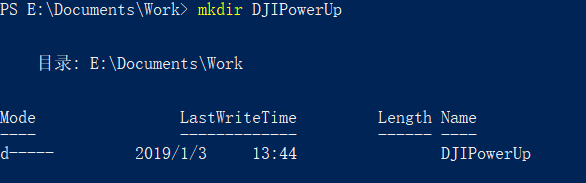 PS E:\Documents\Work> mkdir DJIPowerUp
目录: E:\Documents\Work
Mode                LastWriteTime         Length Name
----                -------------         ------ ----
d-----         2019/1/3     13:44                DJIPowerUp